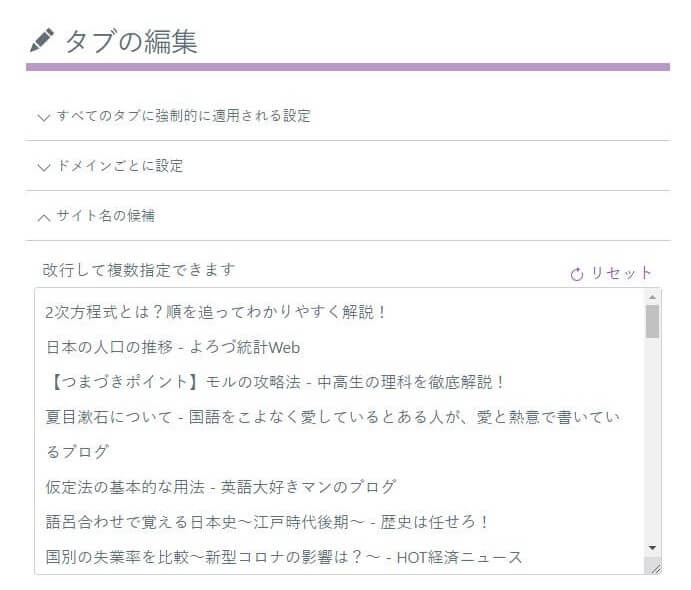 タブの編集
すべてのタブに強制的に適用される設定
ドメインごとに設定
サイト名の候補
改行して複数指定できます
リセット
2次方程式とは？順を追ってわかりやすく解説！
日本の人口の推移 - よろづ統計Web
【つまづきポイント】モルの攻略法 - 中高生の理科を徹底解説！
夏目漱石について - 国語をこよなく愛しているとある人が、愛と熱意で書いてい
るブログ
仮定法の基本的な用法 - 英語大好きマンのブログ
語呂合わせで覚える日本史〜江戸時代後期〜 - 歴史は任せろ！
国別の失業率を比較〜新型コロナの影響は？〜 - HOT経済ニュース